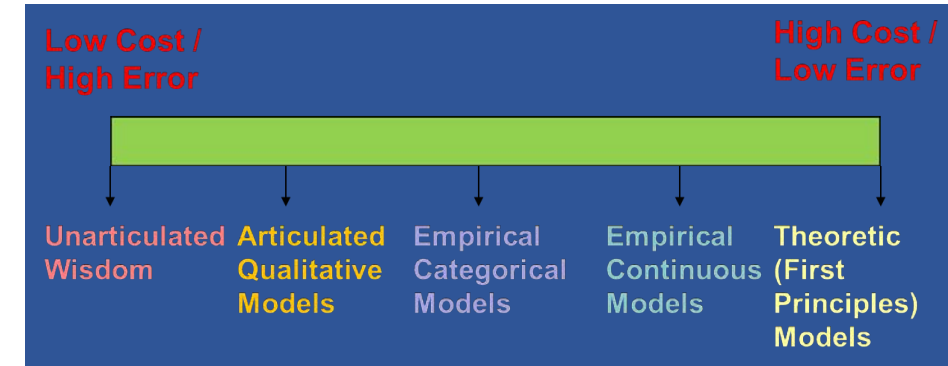 Low Cost /
High Error
High Cost /
Low Error
Unarticulated
Wisdom
Articulated
Qualitative
Models
Empirical
Categorical
Models
Empirical
Continuous
Models
Theoretic
(First
Principles)
Models